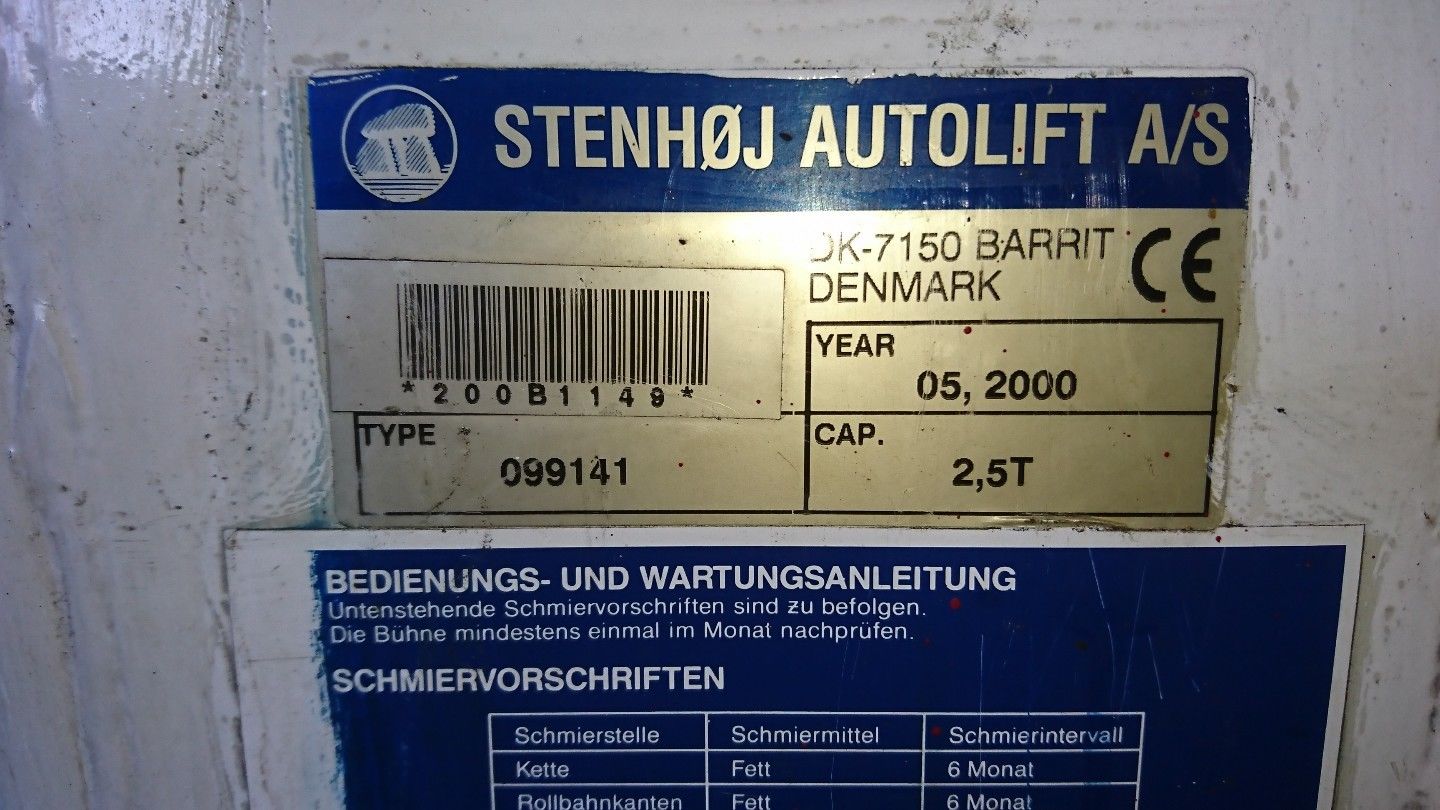 STENHØJ AUTOLIFT A/S
DK-7150 BARRIT
DENMARK
CE
*200B1149*
YEAR
05, 2000
TYPE
099141
CAP.
2,5T
BEDIENUNGS- UND WARTUNGSANLEITUNG
Untenstehende Schmiervorschriften sind zu befolgen.
Die Bühne mindestens einmal im Monat nachprüfen.
SCHMIERVORSCHRIFTEN
Schmierstelle Schmiermittel Schmierintervall
Kette Fett 6 Monat
Rollbahnkanten Fett 6 Monat